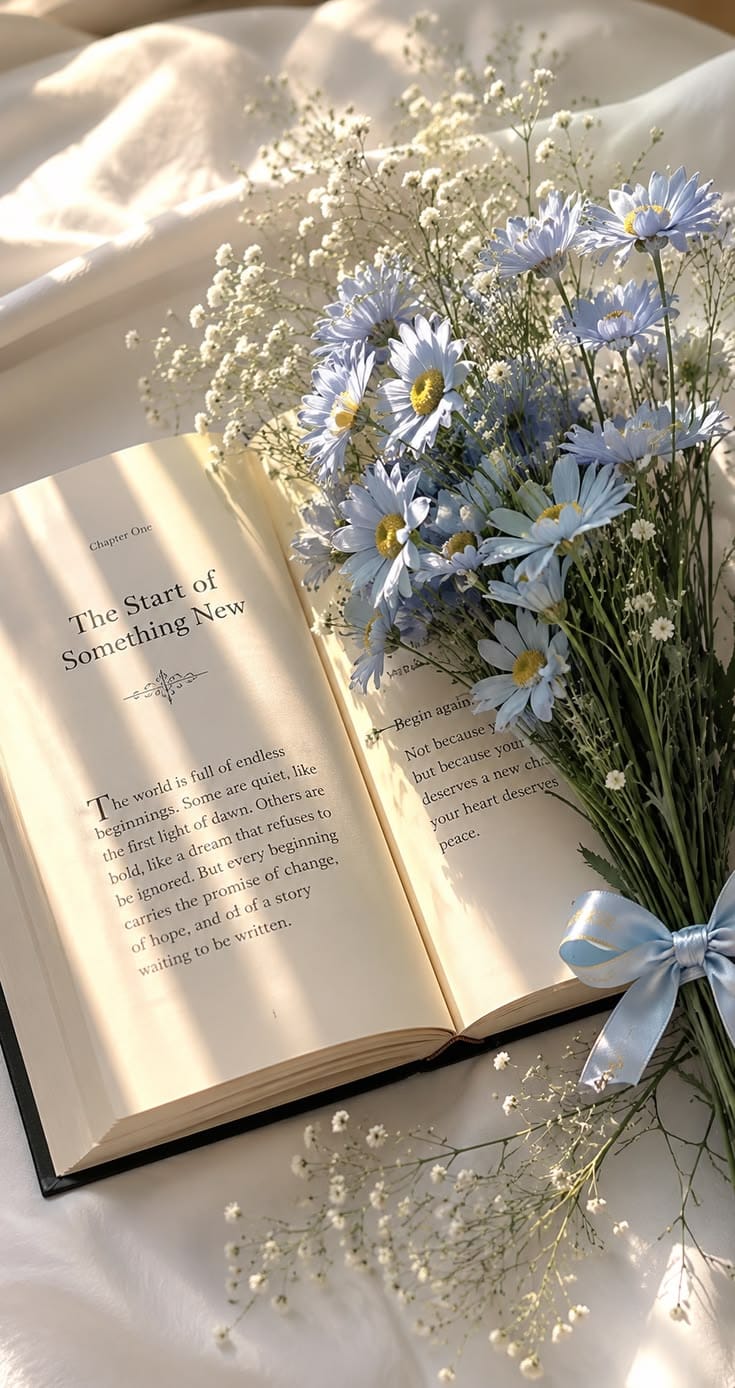 Chapter One
The Start of
Something New
The world is full of endless
beginnings. Some are quiet, like
the first light of dawn. Others are
bold, like a dream that refuses to
be ignored. But every beginning
carries the promise of change,
of hope, and of of a story
waiting to be written.
Begin again.
Not because
but because your
deserves a new
your heart deserves
peace.